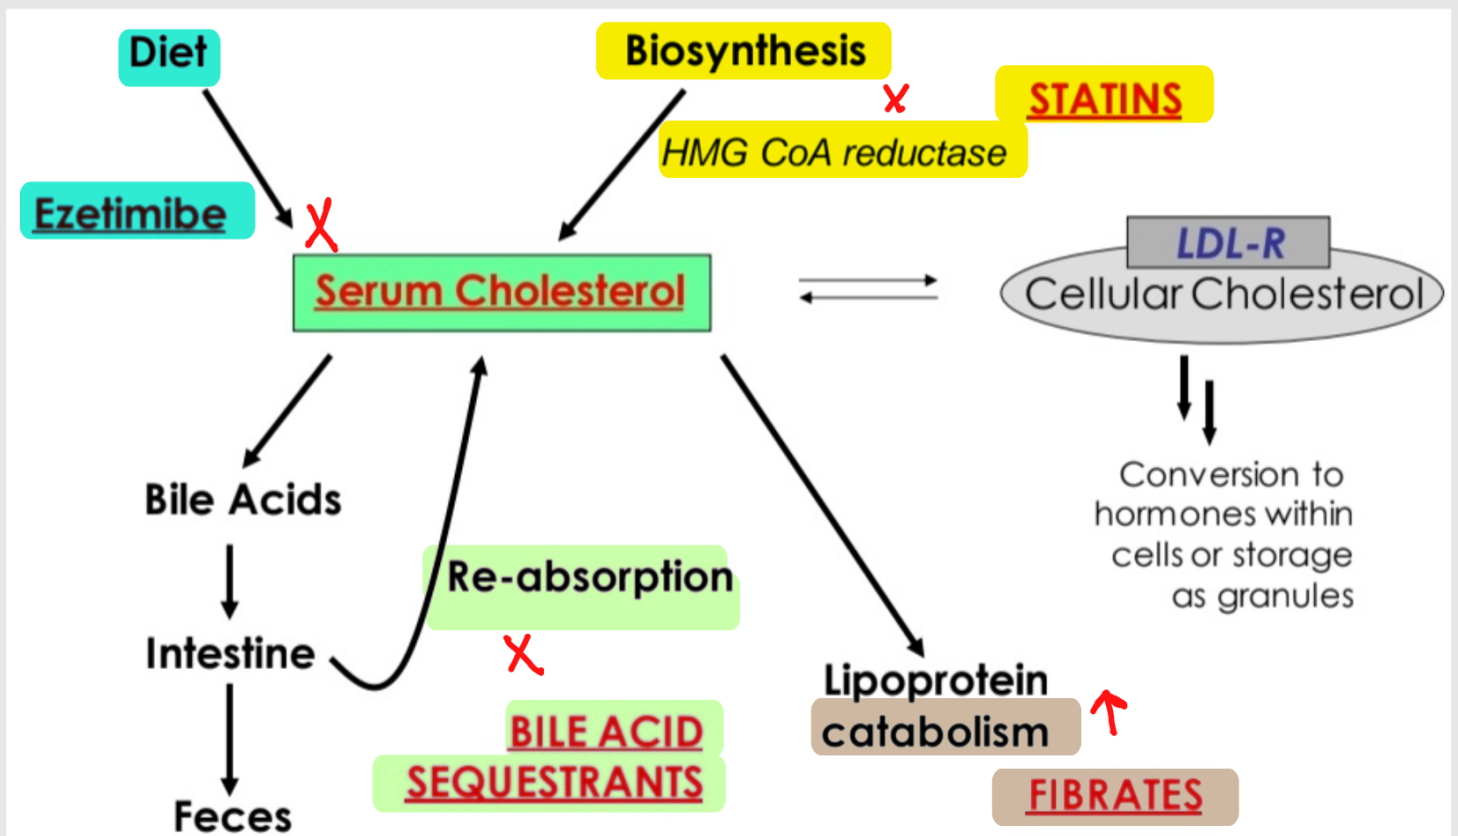 Diet
Biosynthesis
STATINS
HMG CoA reductase
Ezetimibe
Serum Cholesterol
LDL-R
Cellular Cholesterol
Bile Acids
Conversion to
hormones within
cells or storage
as granules
Re-absorption
Intestine
Lipoprotein
catabolism
BILE ACID
SEQUESTRANTS
FIBRATES
Feces